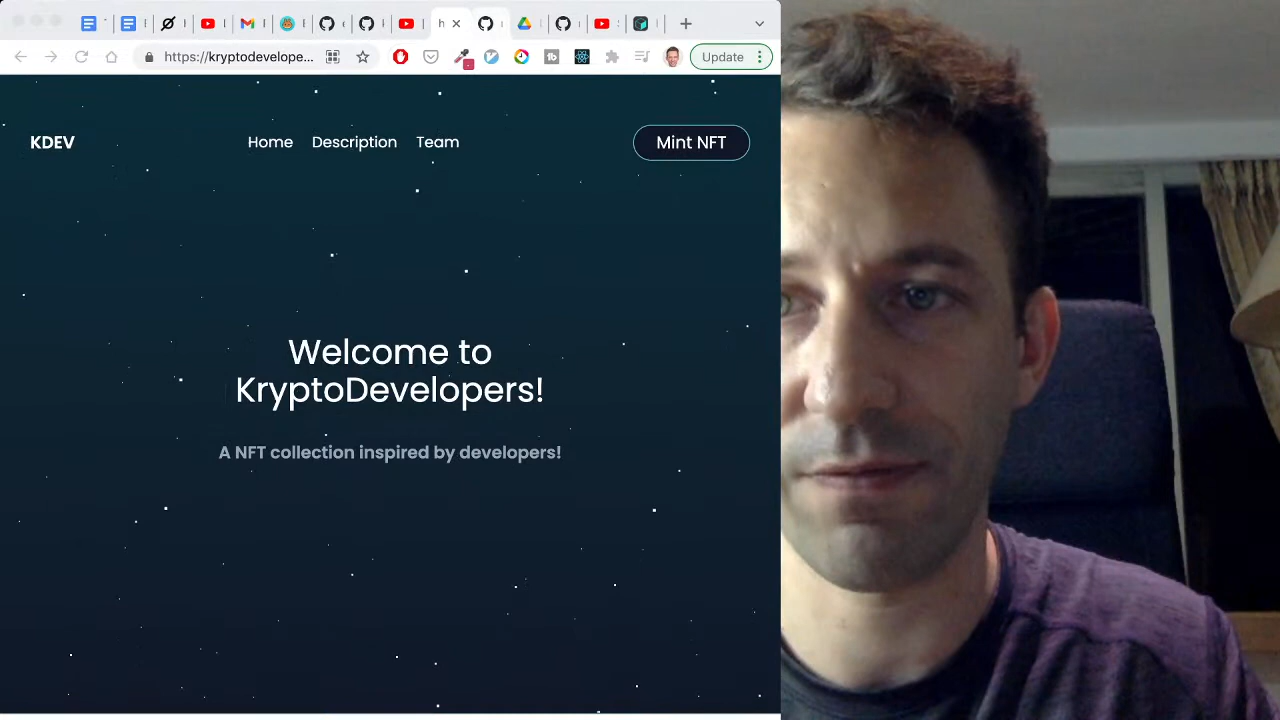 https://kryptodevelope...
Update
KDEV
Home Description Team
Mint NFT
Welcome to
KryptoDevelopers!
A NFT collection inspired by developers!